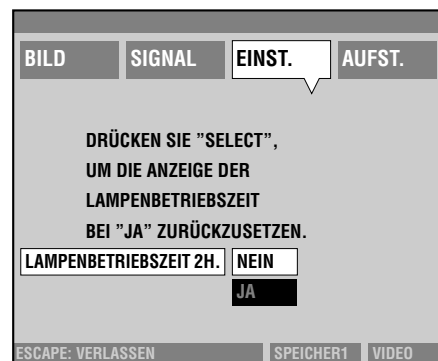 BILD SIGNAL EINST. AUFST.
DRÜCKEN SIE ”SELECT”,
UM DIE ANZEIGE DER
LAMPENBETRIEBSZEIT
BEI ”JA” ZURÜCKZUSETZEN.
LAMPENBETRIEBSZEIT 2H. NEIN
JA
ESCAPE: VERLASSEN SPEICHER1 VIDEO